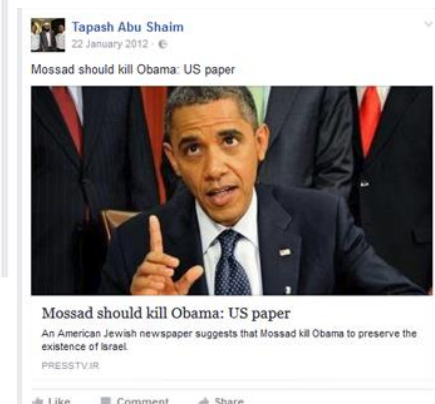 Tapash Abu Shaim
22 January 2012
Mossad should kill Obama: US paper
Mossad should kill Obama: US paper
An American Jewish newspaper suggests that Mossad kill Obama to preserve the
existence of Israel.
PRESSTV.IR
Like Comment Share